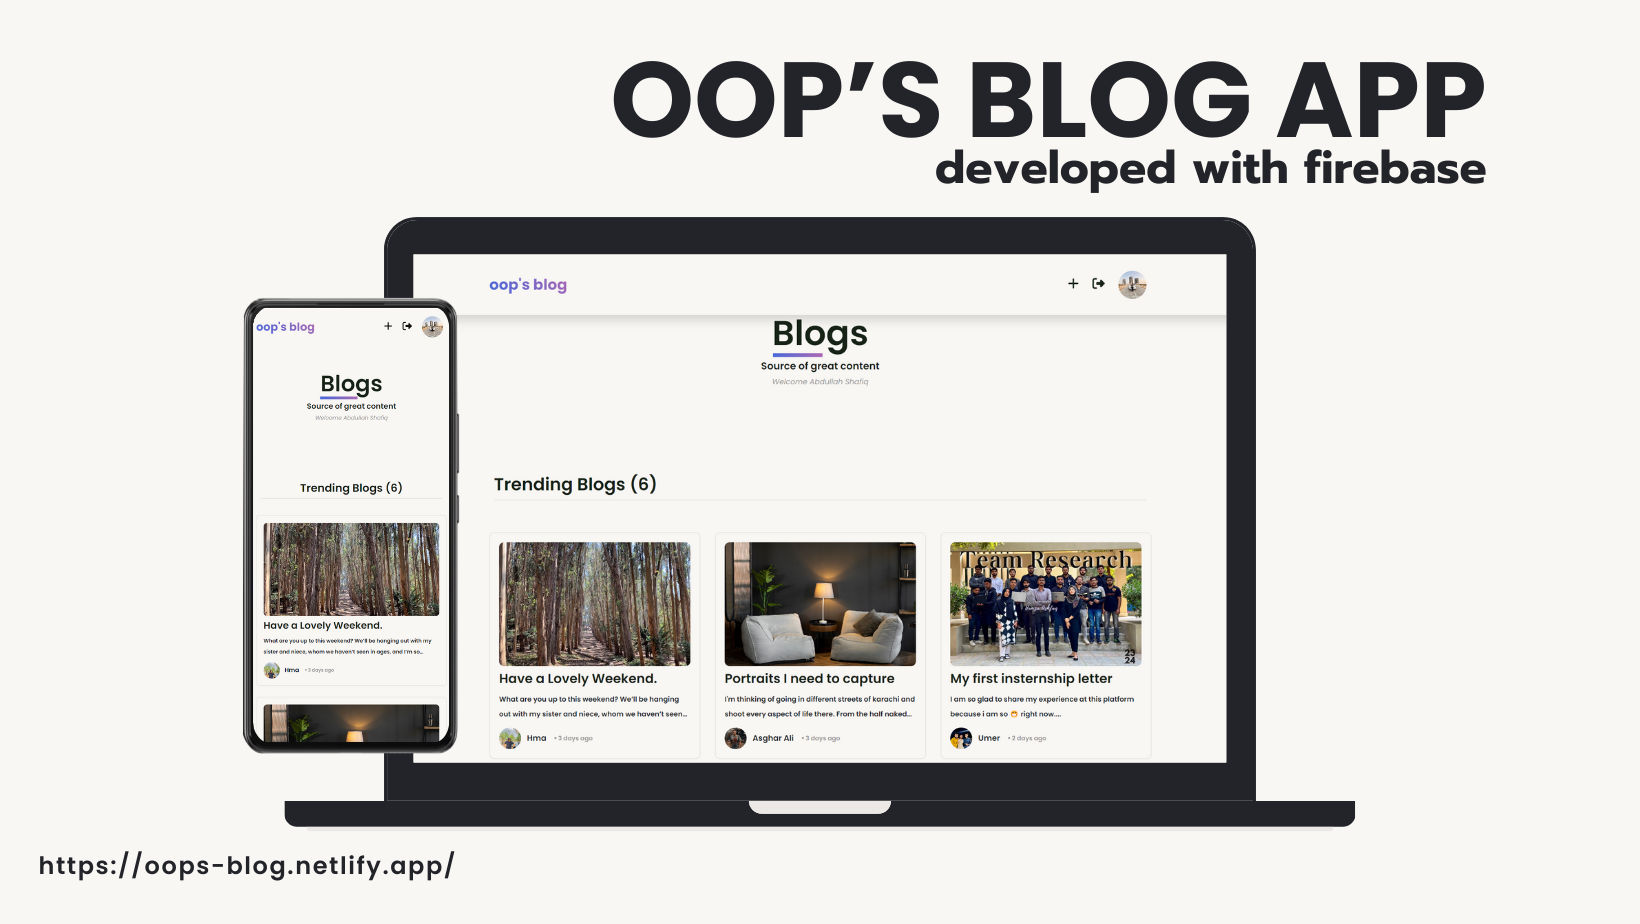 OOP’S BLOG APP
developed with firebase
oop's blog
Blogs
Source of great content
Welcome Abdullah Shafiq
Trending Blogs (6)
Have a Lovely Weekend.
What are you up to this weekend? We’ll be hanging out with my
sister and niece, whom we haven’t seen in ages, and I’m so...
Hma • 3 days ago
oop's blog
Blogs
Source of great content
Welcome Abdullah Shafiq
Trending Blogs (6)
Have a Lovely Weekend.
What are you up to this weekend? We’ll be hanging
out with my sister and niece, whom we haven’t seen...
Hma • 3 days ago
Portraits I need to capture
I'm thinking of going in different streets of karachi and
shoot every aspect of life there. From the half naked...
Asghar Ali • 3 days ago
Team Research
23
24
My first insternship letter
I am so glad to share my experience at this platform
because i am so 😁 right now....
Umer • 2 days ago
https://oops-blog.netlify.app/